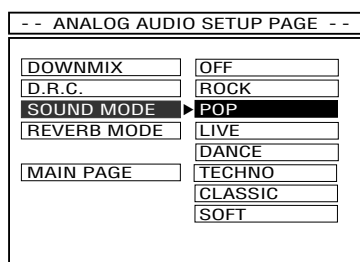 - - ANALOG AUDIO SETUP PAGE - -
DOWNMIX
D.R.C.
SOUND MODE
REVERB MODE
MAIN PAGE
OFF
ROCK
POP
LIVE
DANCE
TECHNO
CLASSIC
SOFT